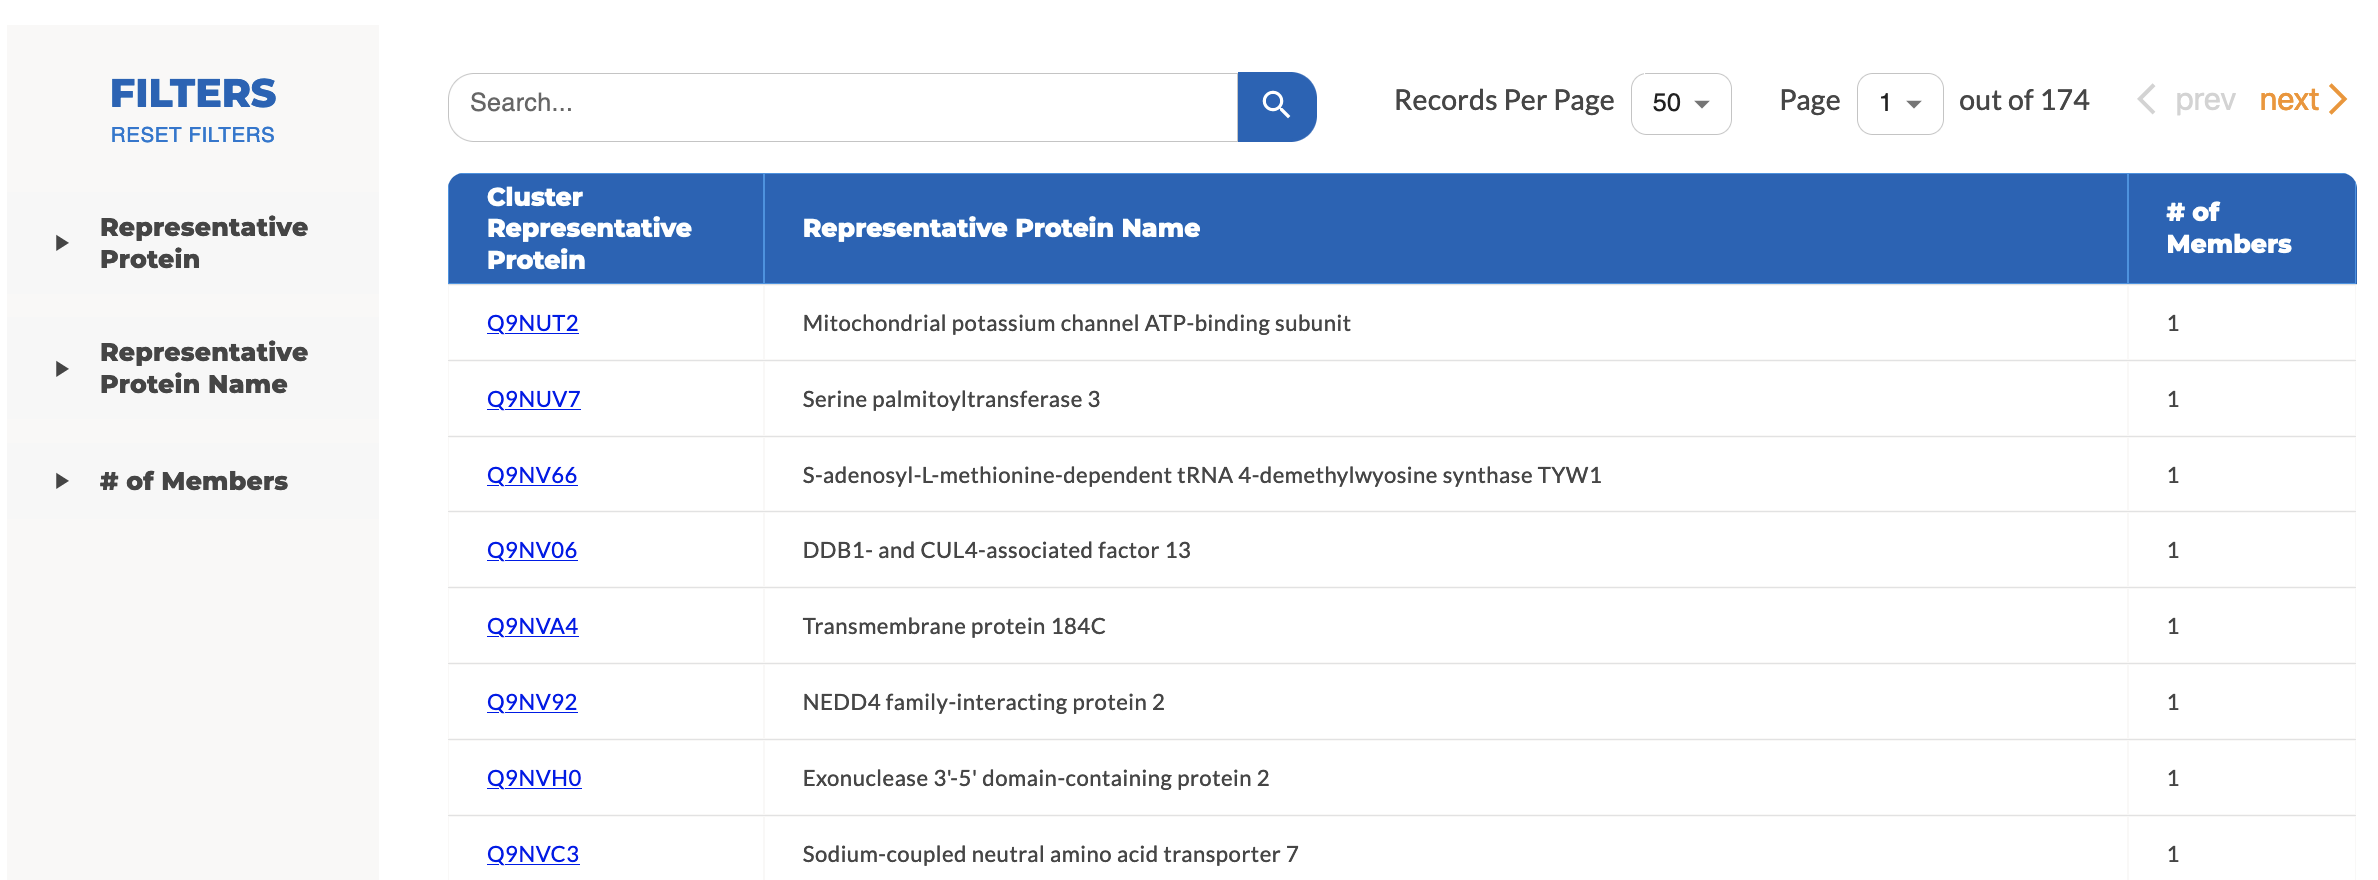 FILTERS
RESET FILTERS
Representative
Protein
Representative
Protein Name
# of Members
Search...
Records Per Page 50 Page 1 out of 174 prev next
Cluster
Representative
Protein
Representative Protein Name
# of
Members
Q9NUT2 Mitochondrial potassium channel ATP-binding subunit 1
Q9NUV7 Serine palmitoyltransferase 3 1
Q9NV66 S-adenosyl-L-methionine-dependent tRNA 4-demethylwyosine synthase TYW1 1
Q9NV06 DDB1- and CUL4-associated factor 13 1
Q9NVA4 Transmembrane protein 184C 1
Q9NV92 NEDD4 family-interacting protein 2 1
Q9NVH0 Exonuclease 3'-5' domain-containing protein 2 1
Q9NVC3 Sodium-coupled neutral amino acid transporter 7 1